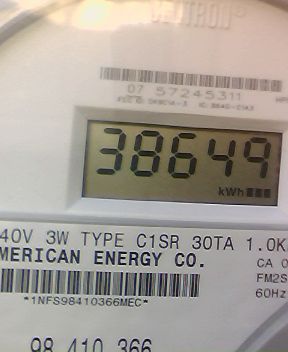 07 57245311
38649
kWh
40V 3W TYPE C1SR 30TA 1.0K
MERICAN ENERGY CO.
CA 0
FM2S
60Hz
*1NFS98410366MEC*
98 410 366